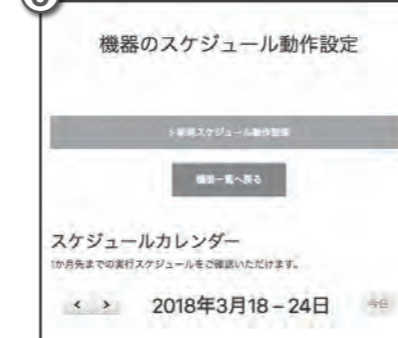 機器のスケジュール動作設定
>新規スケジュール動作登録
機器一覧へ戻る
スケジュールカレンダー
1か月先までの実行スケジュールをご確認いただけます。
< > 2018年3月18 – 24日 今日